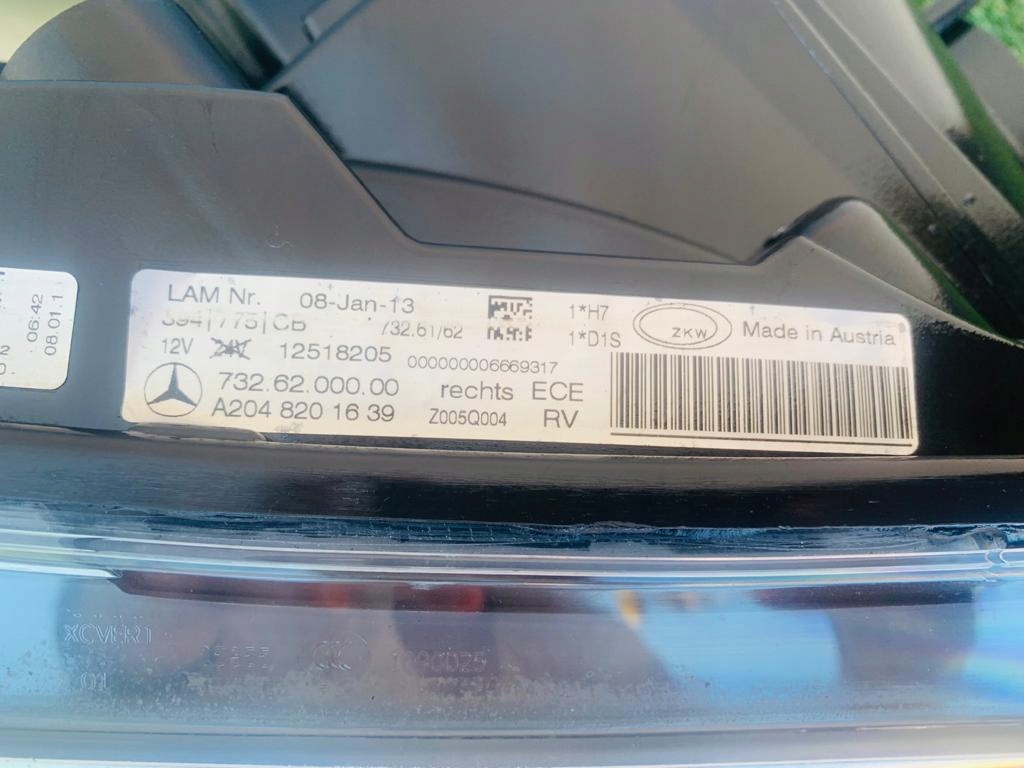 06:42
08.01.1
LAM Nr. 08-Jan-13
394|775|CB 732.61/62
12V 24V 12518205 000000006669317
732.62.000.00 rechts ECE
A204 820 16 39 Z005Q004 RV
1*H7
1*D1S
ZKW
Made in Austria
01